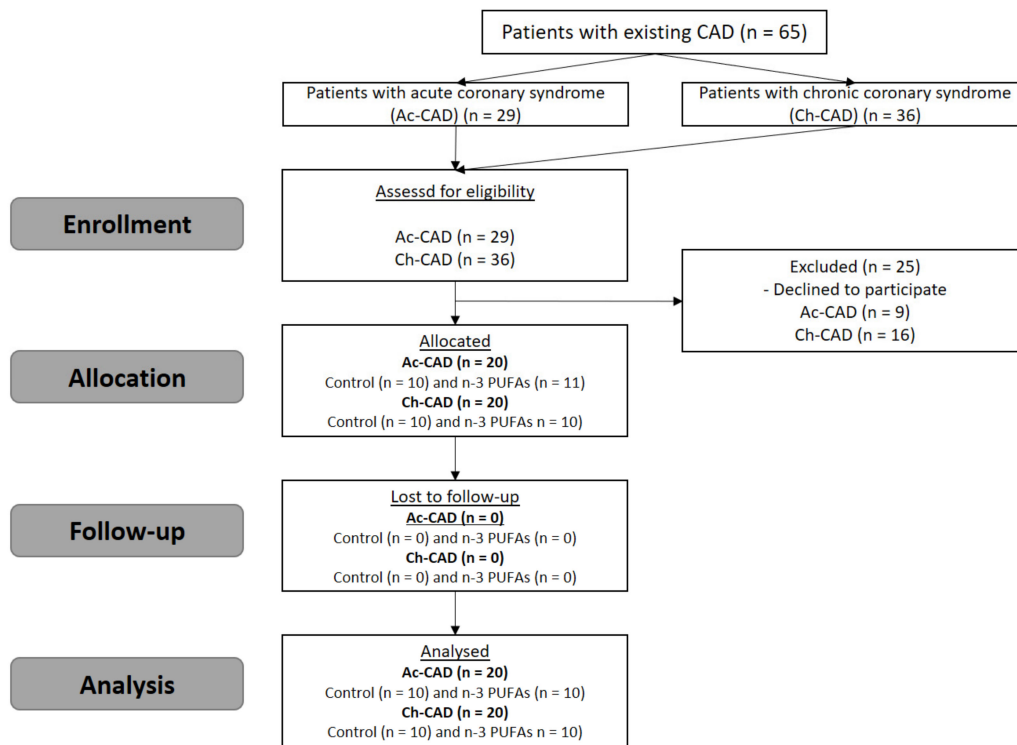 Patients with existing CAD (n = 65)
Patients with acute coronary syndrome
(Ac-CAD) (n = 29)
Patients with chronic coronary syndrome
(Ch-CAD) (n = 36)
Enrollment
Assessd for eligibility
Ac-CAD (n = 29)
Ch-CAD (n = 36)
Excluded (n = 25)
- Declined to participate
Ac-CAD (n = 9)
Ch-CAD (n = 16)
Allocation
Allocated
Ac-CAD (n = 20)
Control (n = 10) and n-3 PUFAs (n = 11)
Ch-CAD (n = 20)
Control (n = 10) and n-3 PUFAs n = 10)
Follow-up
Lost to follow-up
Ac-CAD (n = 0)
Control (n = 0) and n-3 PUFAs (n = 0)
Ch-CAD (n = 0)
Control (n = 0) and n-3 PUFAs (n = 0)
Analysis
Analysed
Ac-CAD (n = 20)
Control (n = 10) and n-3 PUFAs (n = 10)
Ch-CAD (n = 20)
Control (n = 10) and n-3 PUFAs n = 10)